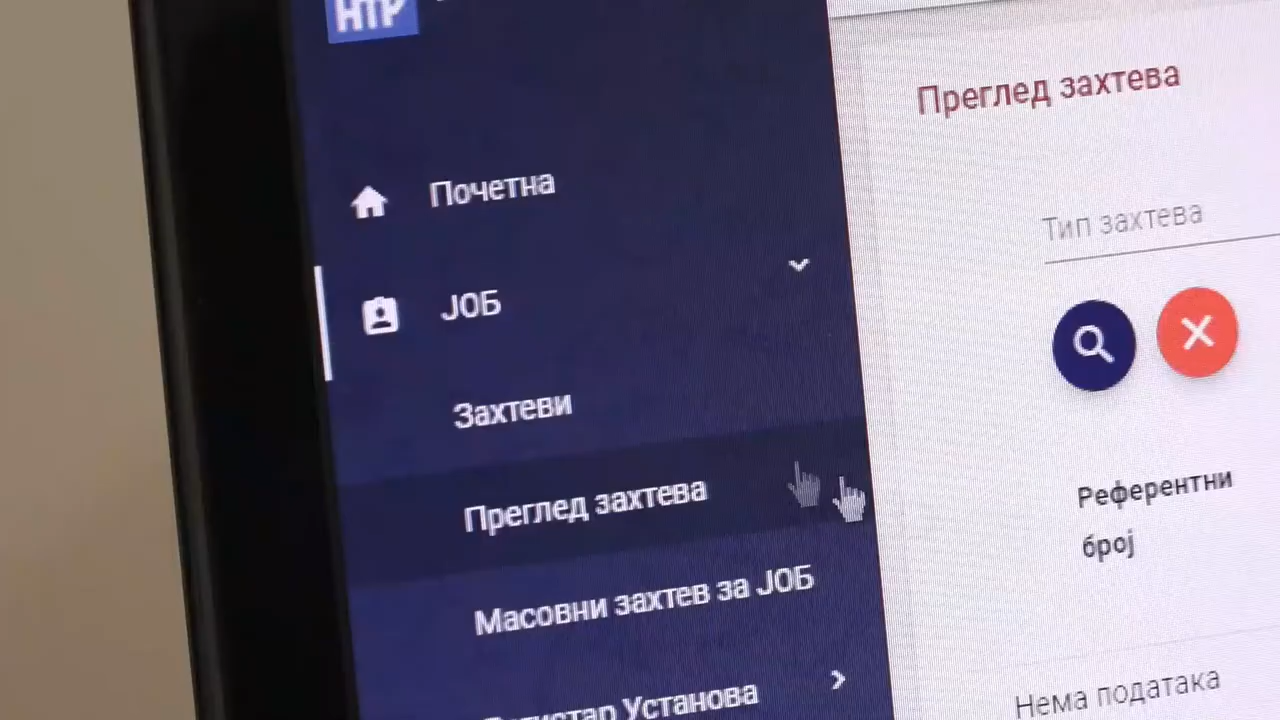 НТР
Почетна
ЈОБ
Захтеви
Преглед захтева
Масовни захтев за ЈОБ
Установа
Преглед захтева
Тип захтева
Референтни
број
Нема података